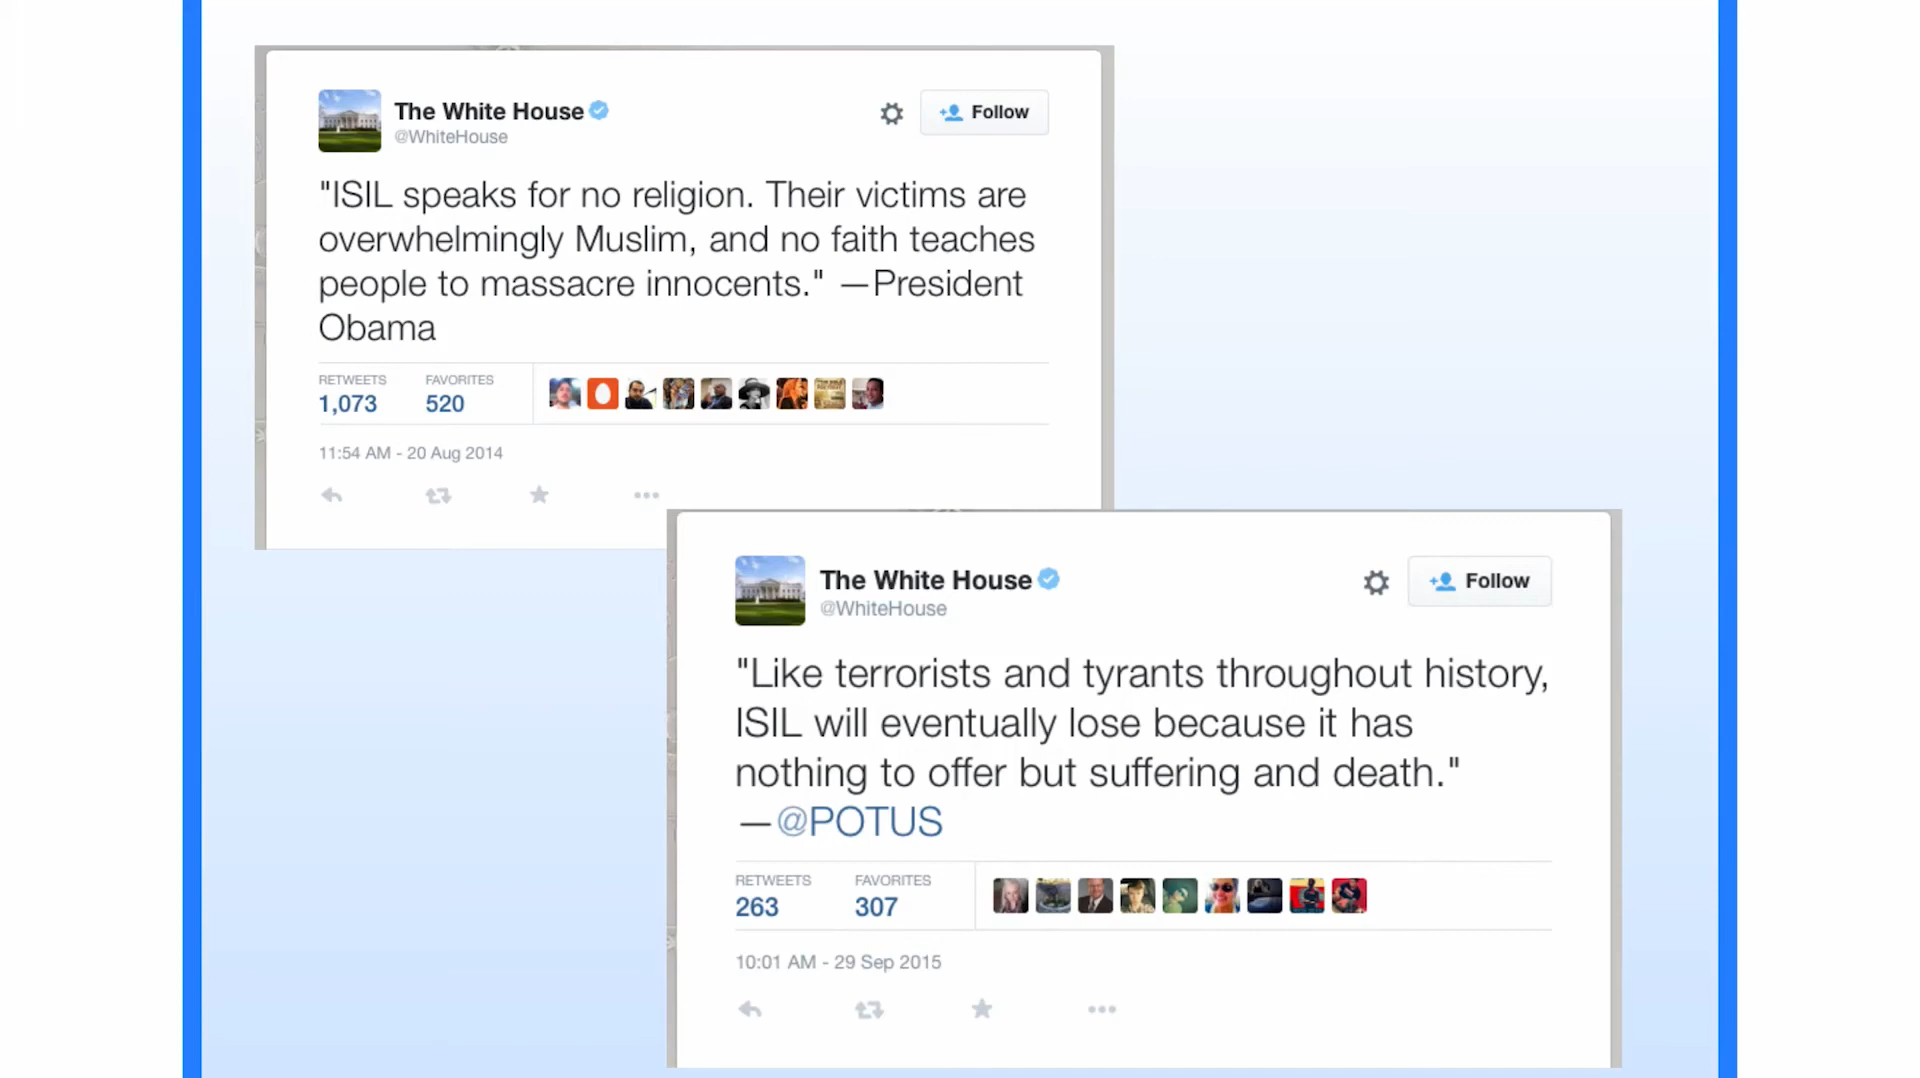 The White House
@WhiteHouse
Follow
"ISIL speaks for no religion. Their victims are
overwhelmingly Muslim, and no faith teaches
people to massacre innocents." —President
Obama
RETWEETS FAVORITES
1,073 520
11:54 AM - 20 Aug 2014
The White House
@WhiteHouse
Follow
"Like terrorists and tyrants throughout history,
ISIL will eventually lose because it has
nothing to offer but suffering and death."
—@POTUS
RETWEETS FAVORITES
263 307
10:01 AM - 29 Sep 2015